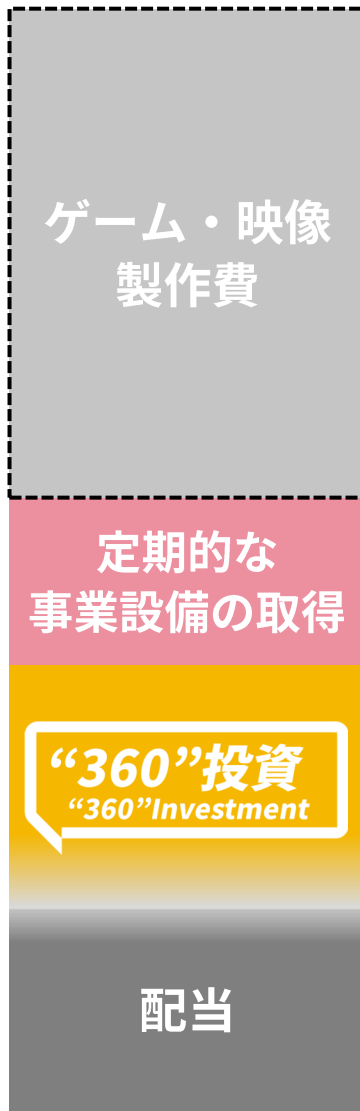 ゲーム・映像
製作費
定期的な
事業設備の取得
“360”投資
“360”Investment
配当